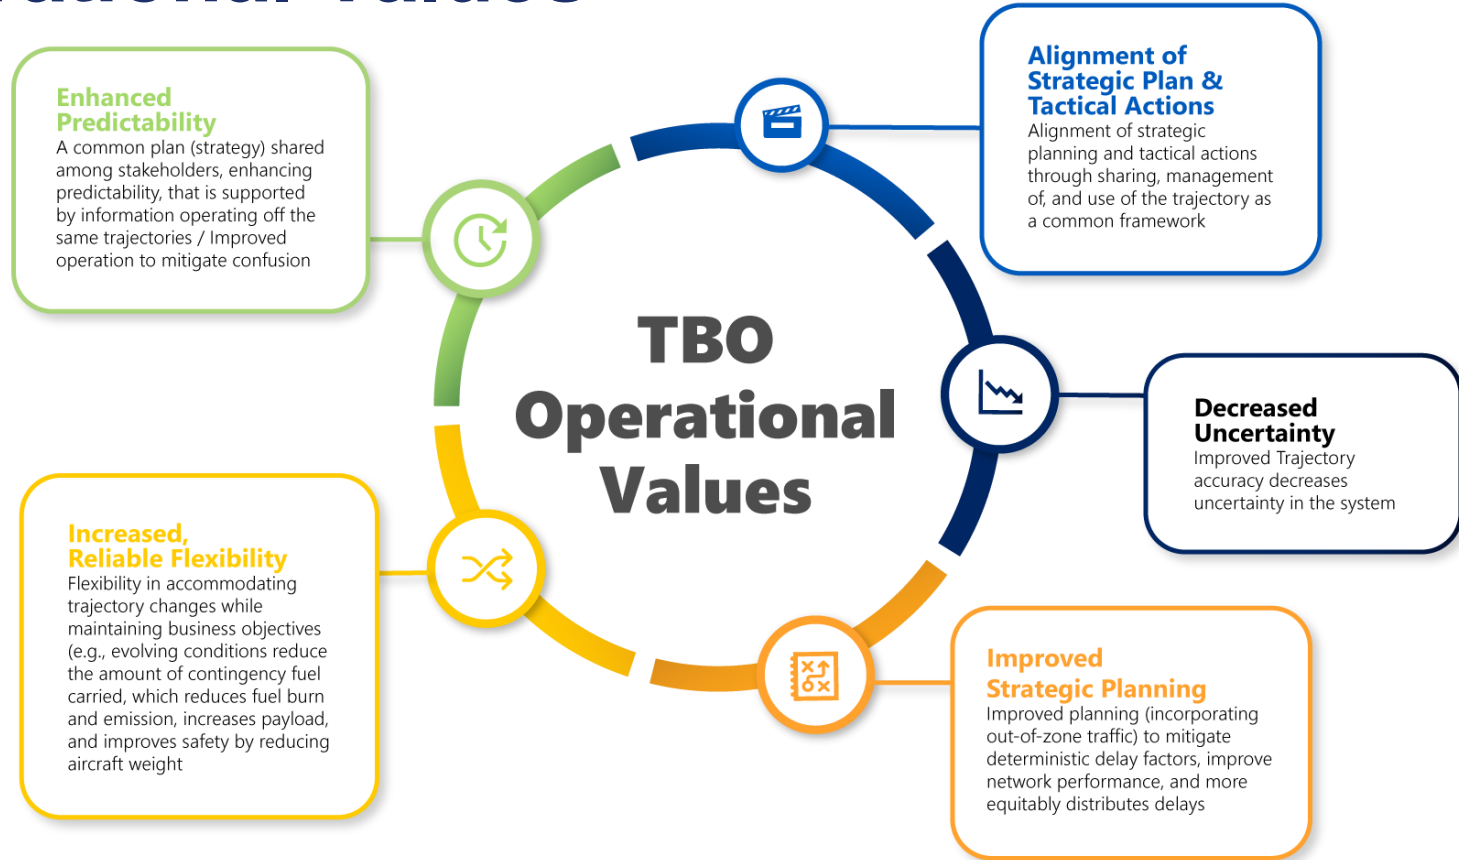 Values
Enhanced
Predictability
A common plan (strategy) shared
among stakeholders, enhancing
predictability, that is supported
by information operating off the
same trajectories / Improved
operation to mitigate confusion
Alignment of
Strategic Plan &
Tactical Actions
Alignment of strategic
planning and tactical actions
through sharing, management
of, and use of the trajectory as
a common framework
TBO
Operational
Values
Decreased
Uncertainty
Improved Trajectory
accuracy decreases
uncertainty in the system
Increased,
Reliable Flexibility
Flexibility in accommodating
trajectory changes while
maintaining business objectives
(e.g., evolving conditions reduce
the amount of contingency fuel
carried, which reduces fuel burn
and emission, increases payload,
and improves safety by reducing
aircraft weight
Improved
Strategic Planning
Improved planning (incorporating
out-of-zone traffic) to mitigate
deterministic delay factors, improve
network performance, and more
equitably distributes delays